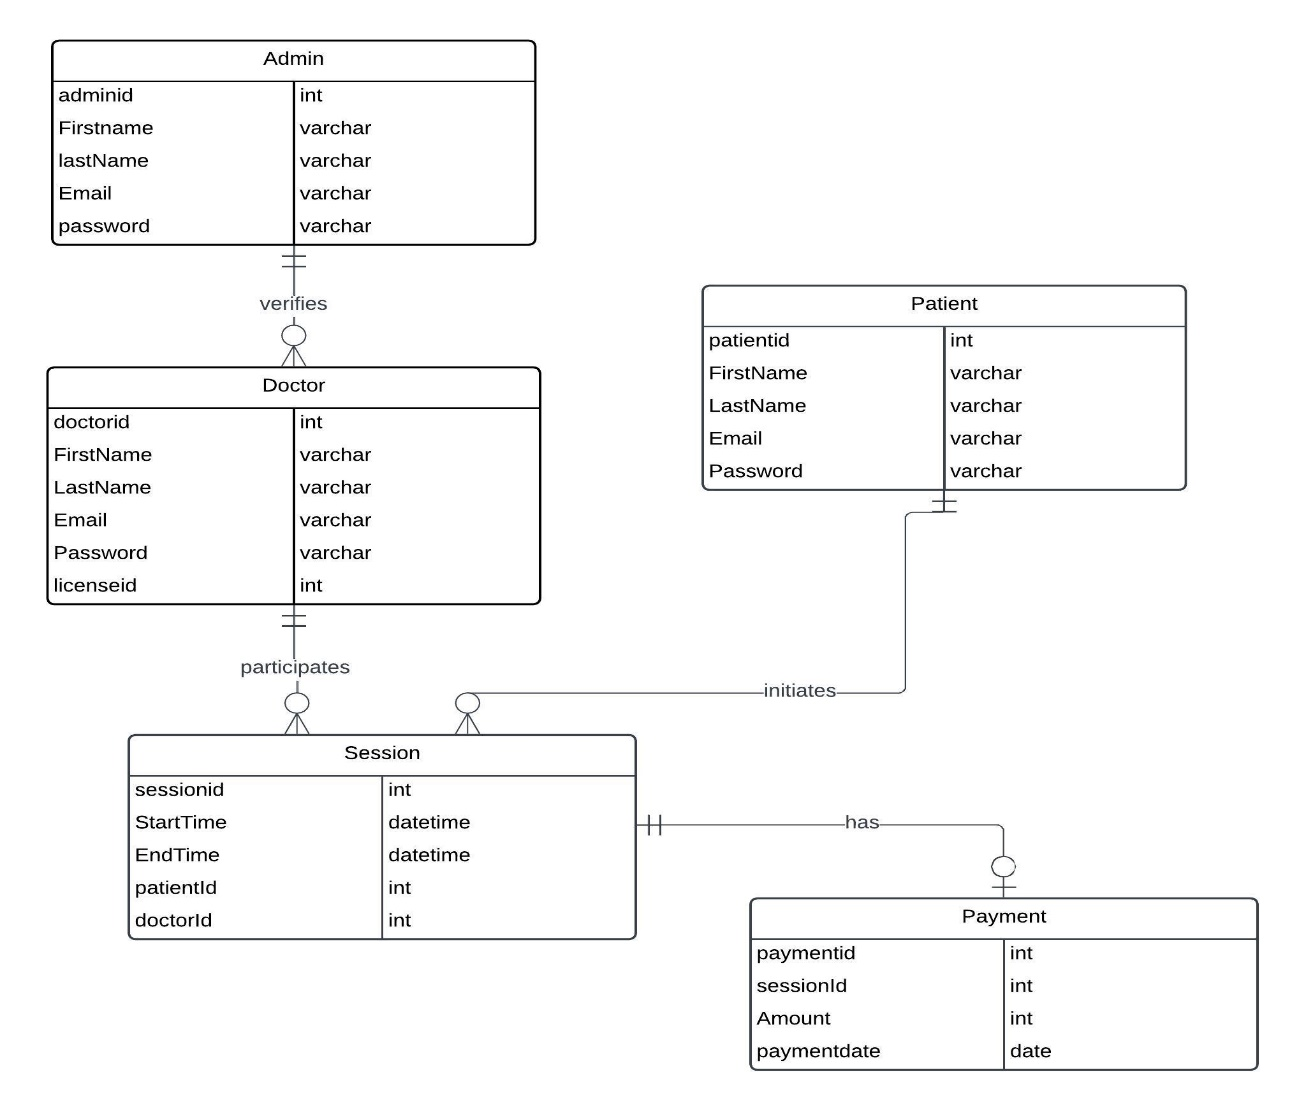 Admin
adminid int
Firstname varchar
lastName varchar
Email varchar
password varchar
verifies
Doctor
doctorid int
FirstName varchar
LastName varchar
Email varchar
Password varchar
licenseid int
participates
Patient
patientid int
FirstName varchar
LastName varchar
Email varchar
Password varchar
initiates
Session
sessionid int
StartTime datetime
EndTime datetime
patientId int
doctorId int
has
Payment
paymentid int
sessionId int
Amount int
paymentdate date